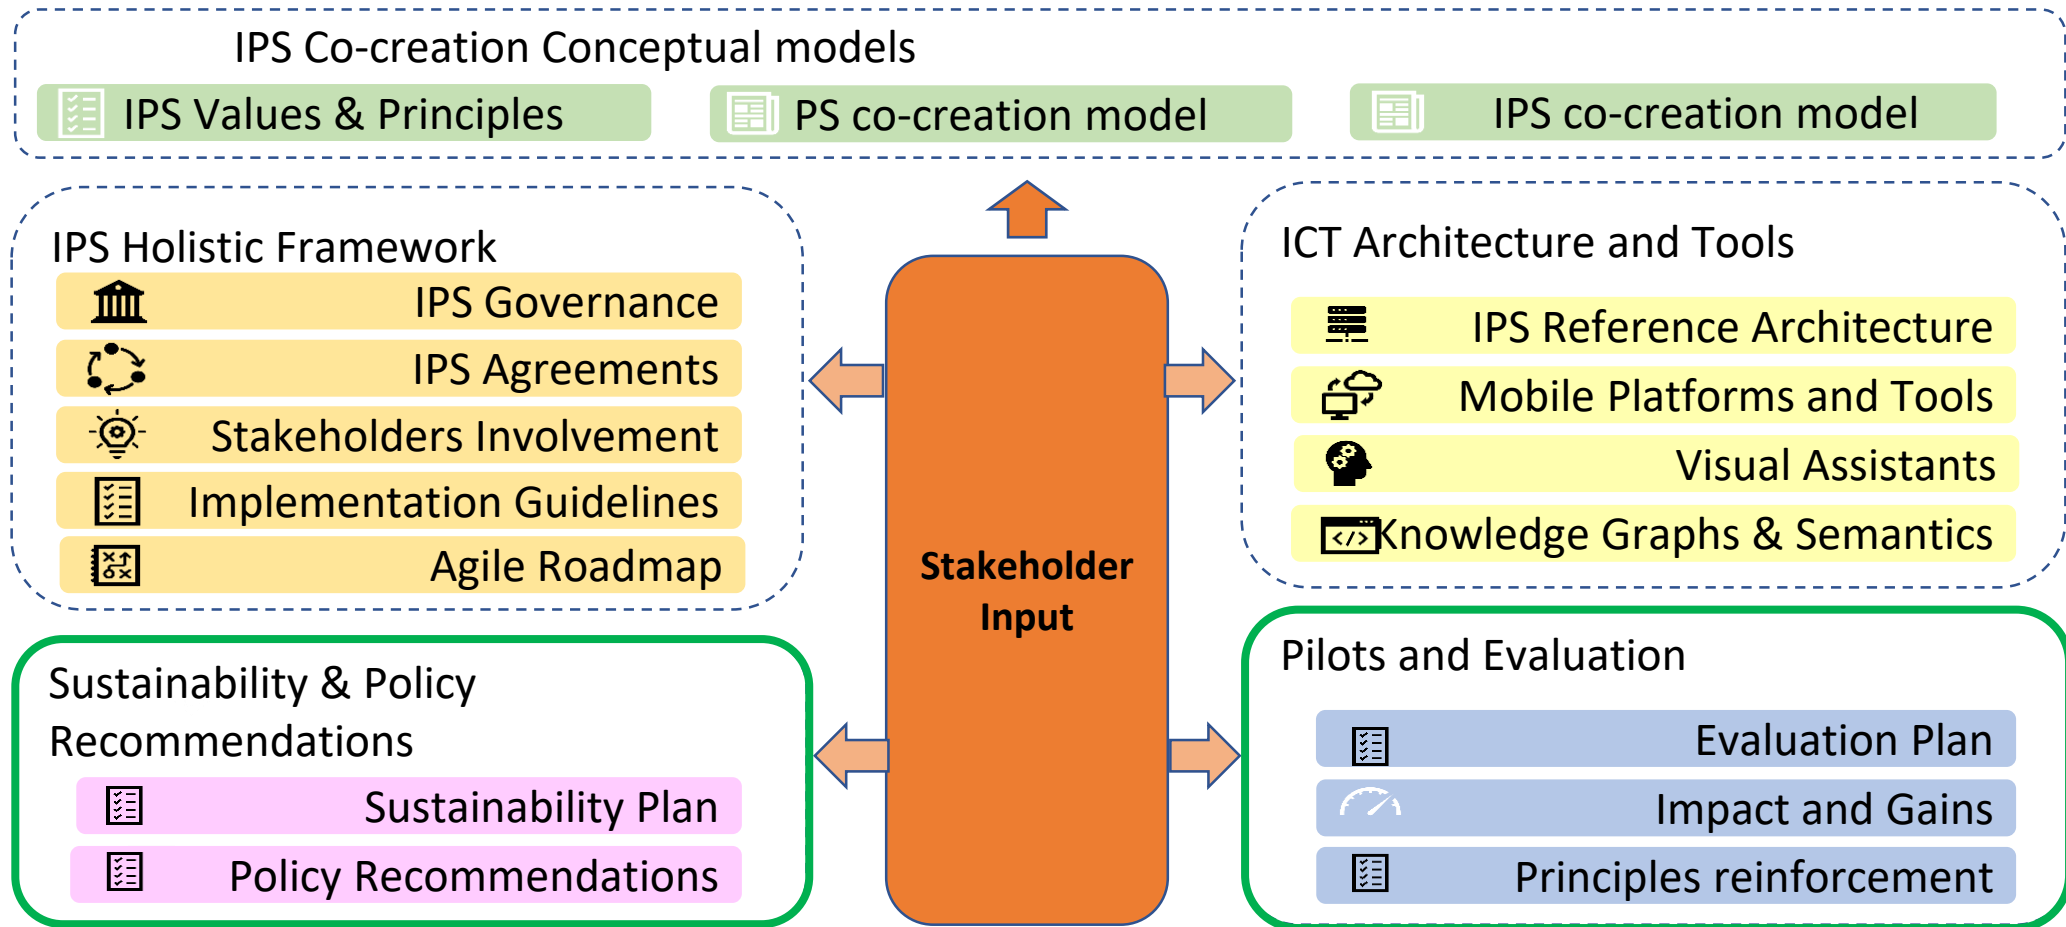 IPS Co-creation Conceptual models
IPS Values & Principles
PS co-creation model
IPS co-creation model
IPS Holistic Framework
IPS Governance
IPS Agreements
Stakeholders Involvement
Implementation Guidelines
Agile Roadmap
Stakeholder
Input
ICT Architecture and Tools
IPS Reference Architecture
Mobile Platforms and Tools
Visual Assistants
Knowledge Graphs & Semantics
Sustainability & Policy
Recommendations
Sustainability Plan
Policy Recommendations
Pilots and Evaluation
Evaluation Plan
Impact and Gains
Principles reinforcement